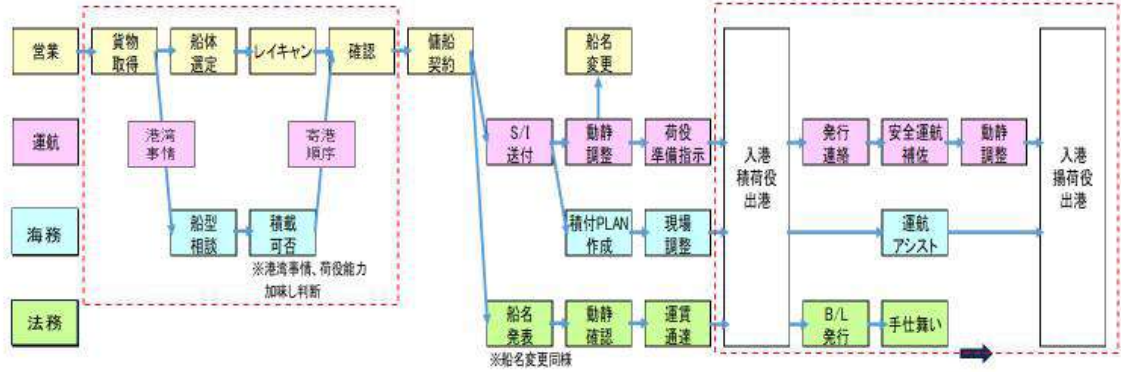 営業
貨物
取得
船体
選定
レイキャン
確認
傭船
契約
船名
変更
運航
港湾
事情
寄港
順序
S/I
送付
動静
調整
荷役
準備指示
入港
積荷役
出港
発行
連絡
安全運航
補佐
動静
調整
入港
揚荷役
出港
海務
船型
相談
積載
可否
※港湾事情、荷役能力
加味し判断
積付PLAN
作成
現場
調整
運航
アシスト
法務
船名
発表
※船名変更同様
動静
確認
運賃
通達
B/L
発行
手仕舞い